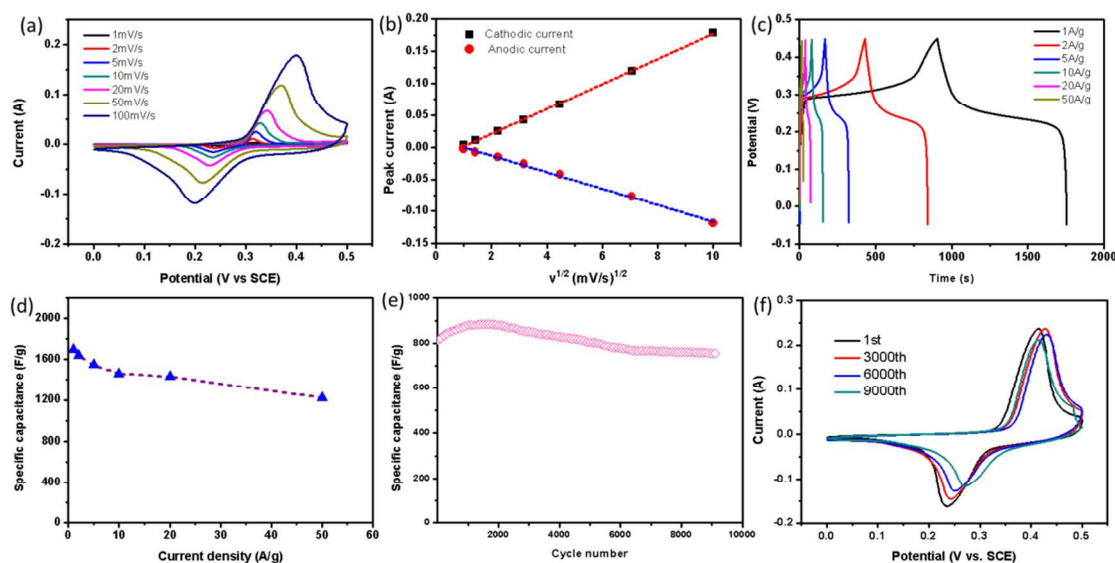 (a)
1mV/s
2mV/s
5mV/s
10mV/s
20mV/s
50mV/s
100mV/s
Current (A)
0.3
0.2
0.1
0.0
-0.1
-0.2
0.0 0.1 0.2 0.3 0.4 0.5
Potential (V vs SCE)
(b)
Cathodic current
Anodic current
Peak current (A)
0.20
0.15
0.10
0.05
0.00
-0.05
-0.10
0.15
0 2 4 6 8 10
v1/2 (mV/s)1/2
(c)
1A/g
2A/g
5A/g
10A/g
20A/g
50A/g
Potential (V)
0.5
0.4
0.3
0.2
0.1
0.0
-0.1
0 500 1000 1500 2000
Time (s)
(d)
Specific capacitance (F/g)
2000
1600
1200
800
400
0
0 10 20 30 40 50 60
Current density (A/g)
(e)
Specific capacitance (F/g)
1000
800
600
400
200
0
2000 4000 6000 8000 10000
Cycle number
(f)
1st
3000th
6000th
9000th
Current (A)
0.3
0.2
0.1
0.0
-0.1
-0.2
0.0 0.1 0.2 0.3 0.4 0.5
Potential (V vs. SCE)